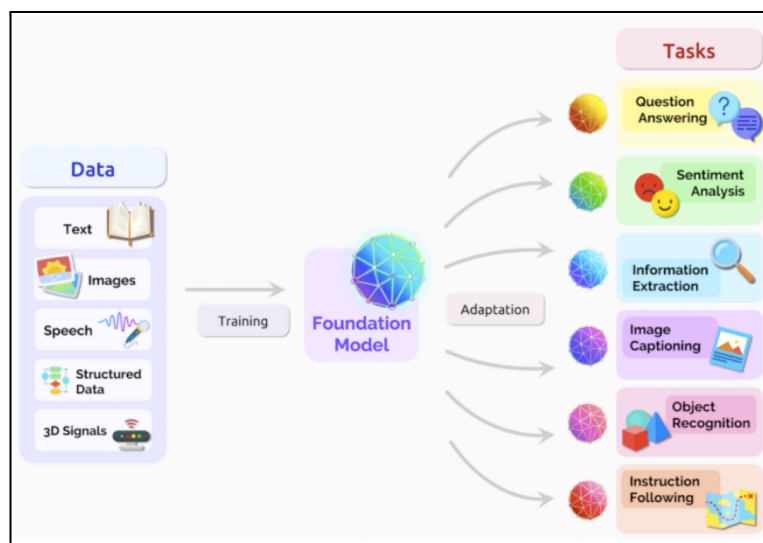 Data
Text
Images
Speech
Structured
Data
3D Signals
Training
Foundation
Model
Adaptation
Tasks
Question
Answering
Sentiment
Analysis
Information
Extraction
Image
Captioning
Object
Recognition
Instruction
Following